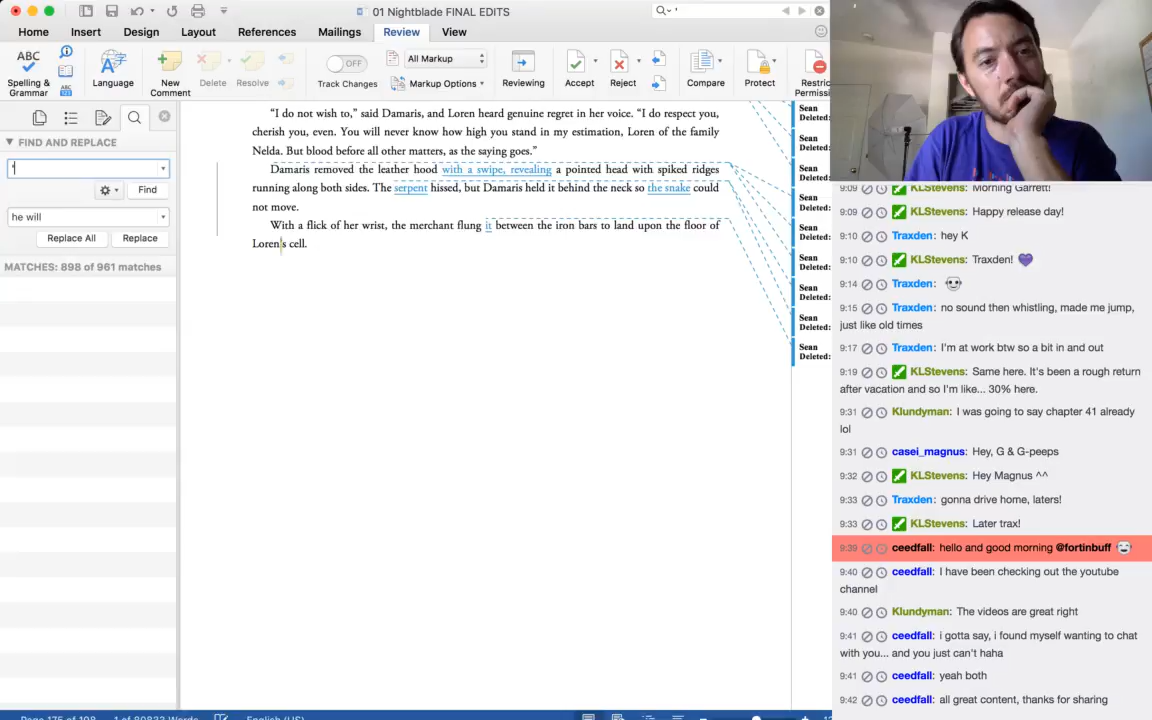 01 Nightblade FINAL EDITS
Home Insert Design Layout References Mailings Review View
ABC
Spelling & Grammar
Language
New Comment
Delete
Resolve
OFF
Track Changes
All Markup
Markup Options
Reviewing
Accept
Reject
Compare
Protect
Restric
Permissi
FIND AND REPLACE
'
Find
he will
Replace All
Replace
MATCHES: 898 of 961 matches
“I do not wish to,” said Damaris, and Loren heard genuine regret in her voice. “I do respect you,
cherish you, even. You will never know how high you stand in my estimation, Loren of the family
Nelda. But blood before all other matters, as the saying goes.”
Damaris removed the leather hood with a swipe, revealing a pointed head with spiked ridges
running along both sides. The serpent hissed, but Damaris held it behind the neck so the snake could
not move.
With a flick of her wrist, the merchant flung it between the iron bars to land upon the floor of
Loren's cell.
Sean
Deleted:
Sean
Deleted:
Sean
Deleted:
Sean
Deleted:
Sean
Deleted:
Sean
Deleted:
Sean
Deleted:
Sean
Deleted:
Sean
Deleted:
Page 175 of 198
1 of 80833 Words
English (US)
9:09 KLStevens: Morning Garrett!
9:09 KLStevens: Happy release day!
9:10 Traxden: hey K
9:10 KLStevens: Traxden!
9:14 Traxden:
9:15 Traxden: no sound then whistling, made me jump,
just like old times
9:17 Traxden: I'm at work btw so a bit in and out
9:19 KLStevens: Same here. It's been a rough return
after vacation and so I'm like... 30% here.
9:31 Klundyman: I was going to say chapter 41 already
lol
9:31 casei_magnus: Hey, G & G-peeps
9:32 KLStevens: Hey Magnus ^^
9:33 Traxden: gonna drive home, laters!
9:33 KLStevens: Later trax!
9:39 ceedfall: hello and good morning @fortinbuff
9:40 ceedfall: I have been checking out the youtube
channel
9:40 Klundyman: The videos are great right
9:41 ceedfall: i gotta say, i found myself wanting to chat
with you... and you just can't haha
9:41 ceedfall: yeah both
9:42 ceedfall: all great content, thanks for sharing